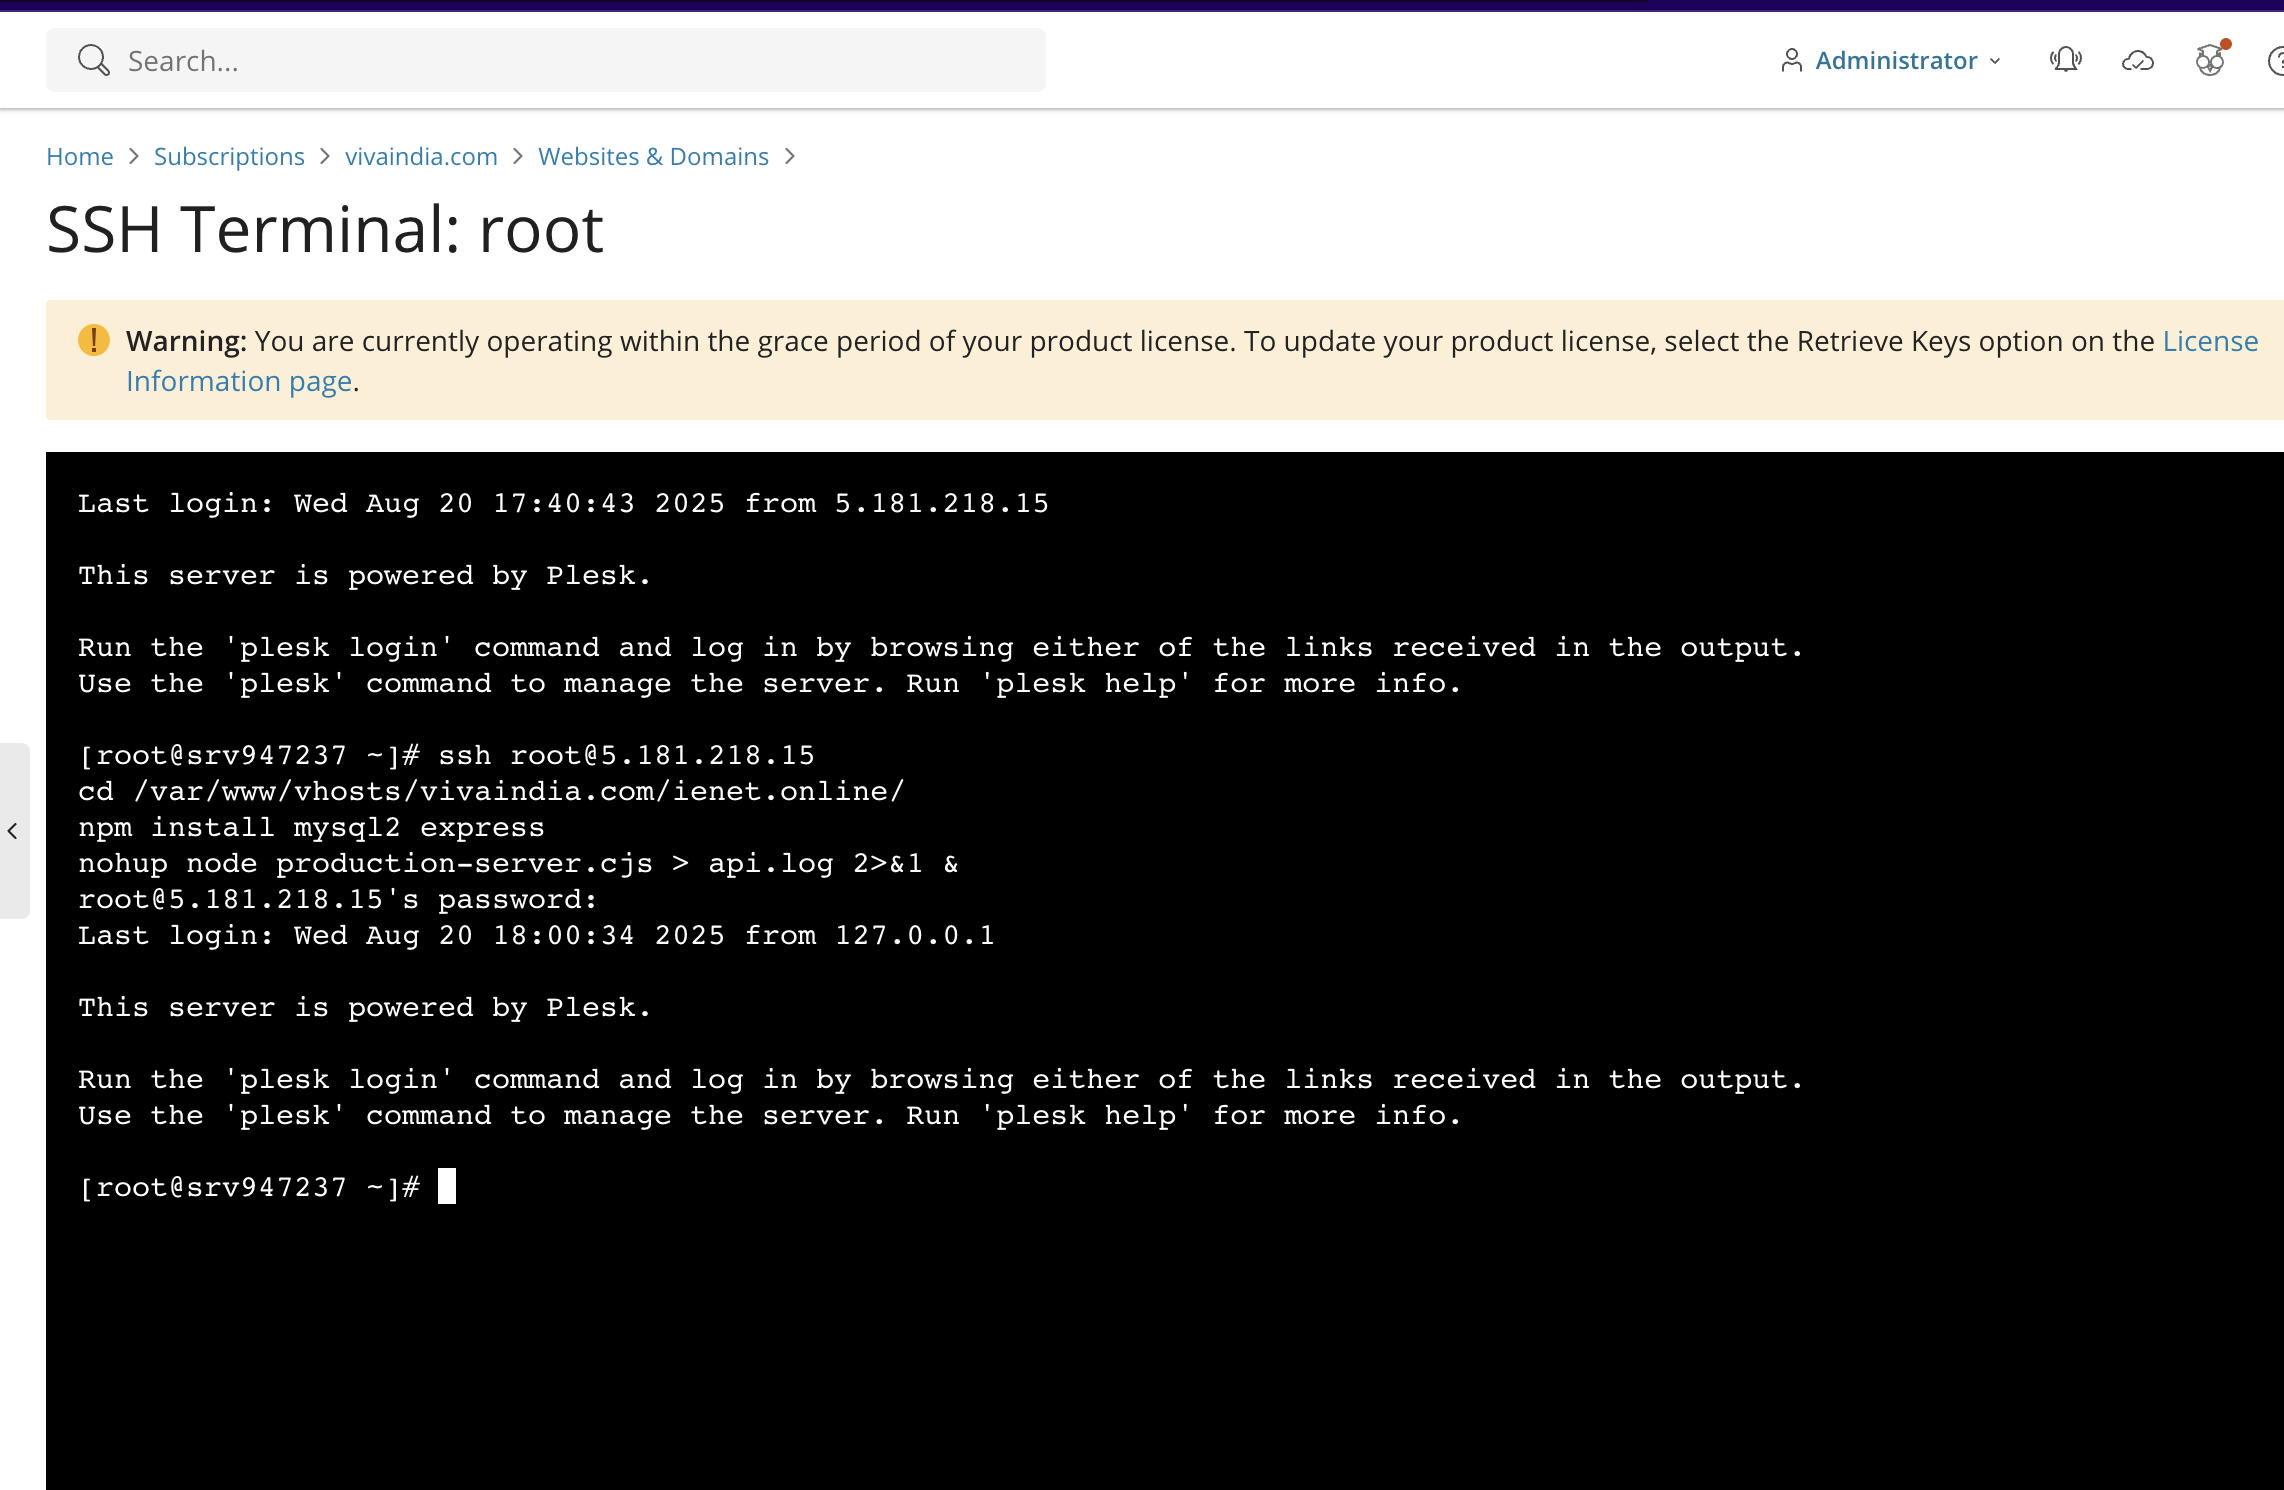 Search...
Administrator
Home > Subscriptions > vivaindia.com > Websites & Domains >
SSH Terminal: root
Warning: You are currently operating within the grace period of your product license. To update your product license, select the Retrieve Keys option on the License
Information page.
Last login: Wed Aug 20 17:40:43 2025 from 5.181.218.15
This server is powered by Plesk.
Run the 'plesk login' command and log in by browsing either of the links received in the output.
Use the 'plesk' command to manage the server. Run 'plesk help' for more info.
[root@srv947237 ~]# ssh root@5.181.218.15
cd /var/www/vhosts/vivaindia.com/ienet.online/
npm install mysql2 express
nohup node production-server.cjs > api.log 2>&1 &
root@5.181.218.15's password:
Last login: Wed Aug 20 18:00:34 2025 from 127.0.0.1
This server is powered by Plesk.
Run the 'plesk login' command and log in by browsing either of the links received in the output.
Use the 'plesk' command to manage the server. Run 'plesk help' for more info.
[root@srv947237 ~]#